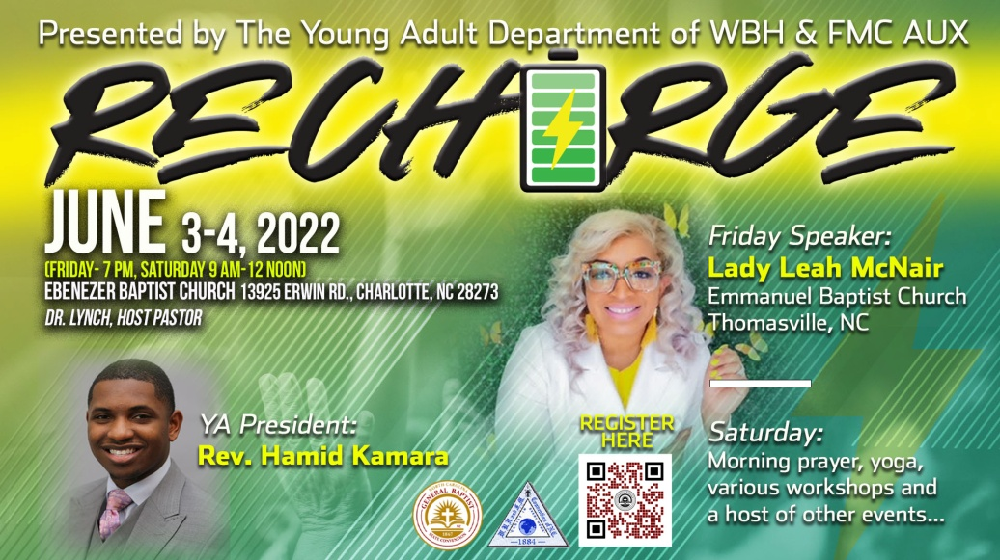 Presented by The Young Adult Department of WBH & FMC AUX
RECHARGE
JUNE 3-4, 2022
(FRIDAY- 7 PM, SATURDAY 9 AM-12 NOON)
EBENEZER BAPTIST CHURCH 13925 ERWIN RD., CHARLOTTE, NC 28273
DR. LYNCH, HOST PASTOR
Friday Speaker:
Lady Leah McNair
Emmanuel Baptist Church
Thomasville, NC
YA President:
Rev. Hamid Kamara
GENERAL BAPTIST
STATE CONVENTION
1867
1884
REGISTER
HERE
Saturday:
Morning prayer, yoga,
various workshops and
a host of other events...